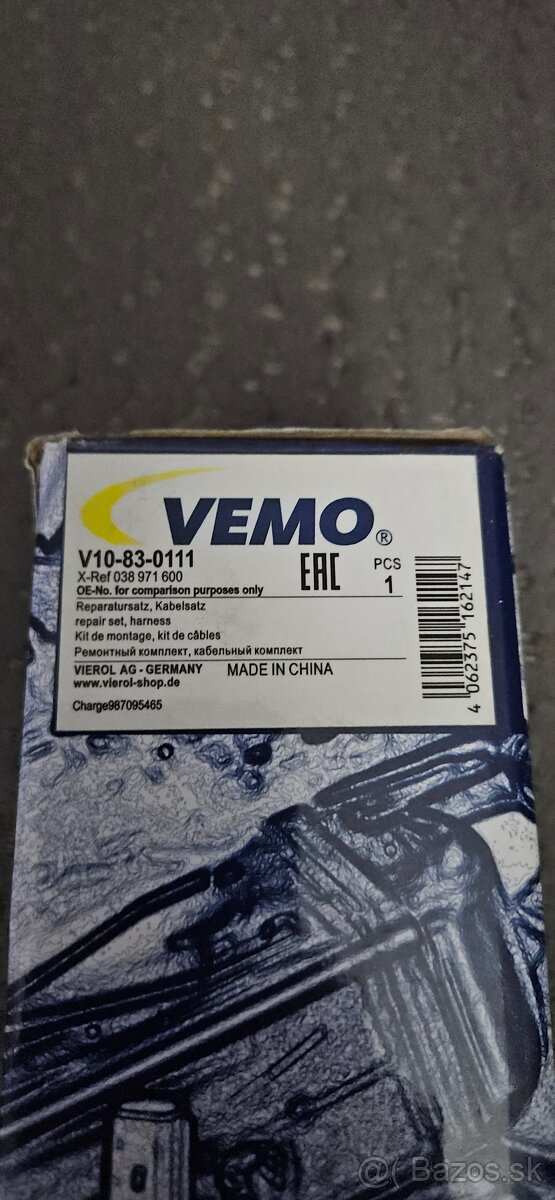 VEMO®
V10-83-0111
X-Ref 038 971 600
OE-No. for comparison purposes only
EAC
PCS
1
Reparatursatz, Kabelsatz
repair set, harness
Kit de montage, kit de câbles
Ремонтный комплект, кабельный комплект
VIEROL AG - GERMANY MADE IN CHINA
www.vierol-shop.de
Charge987095465
4 062375 162147
Bazos.sk